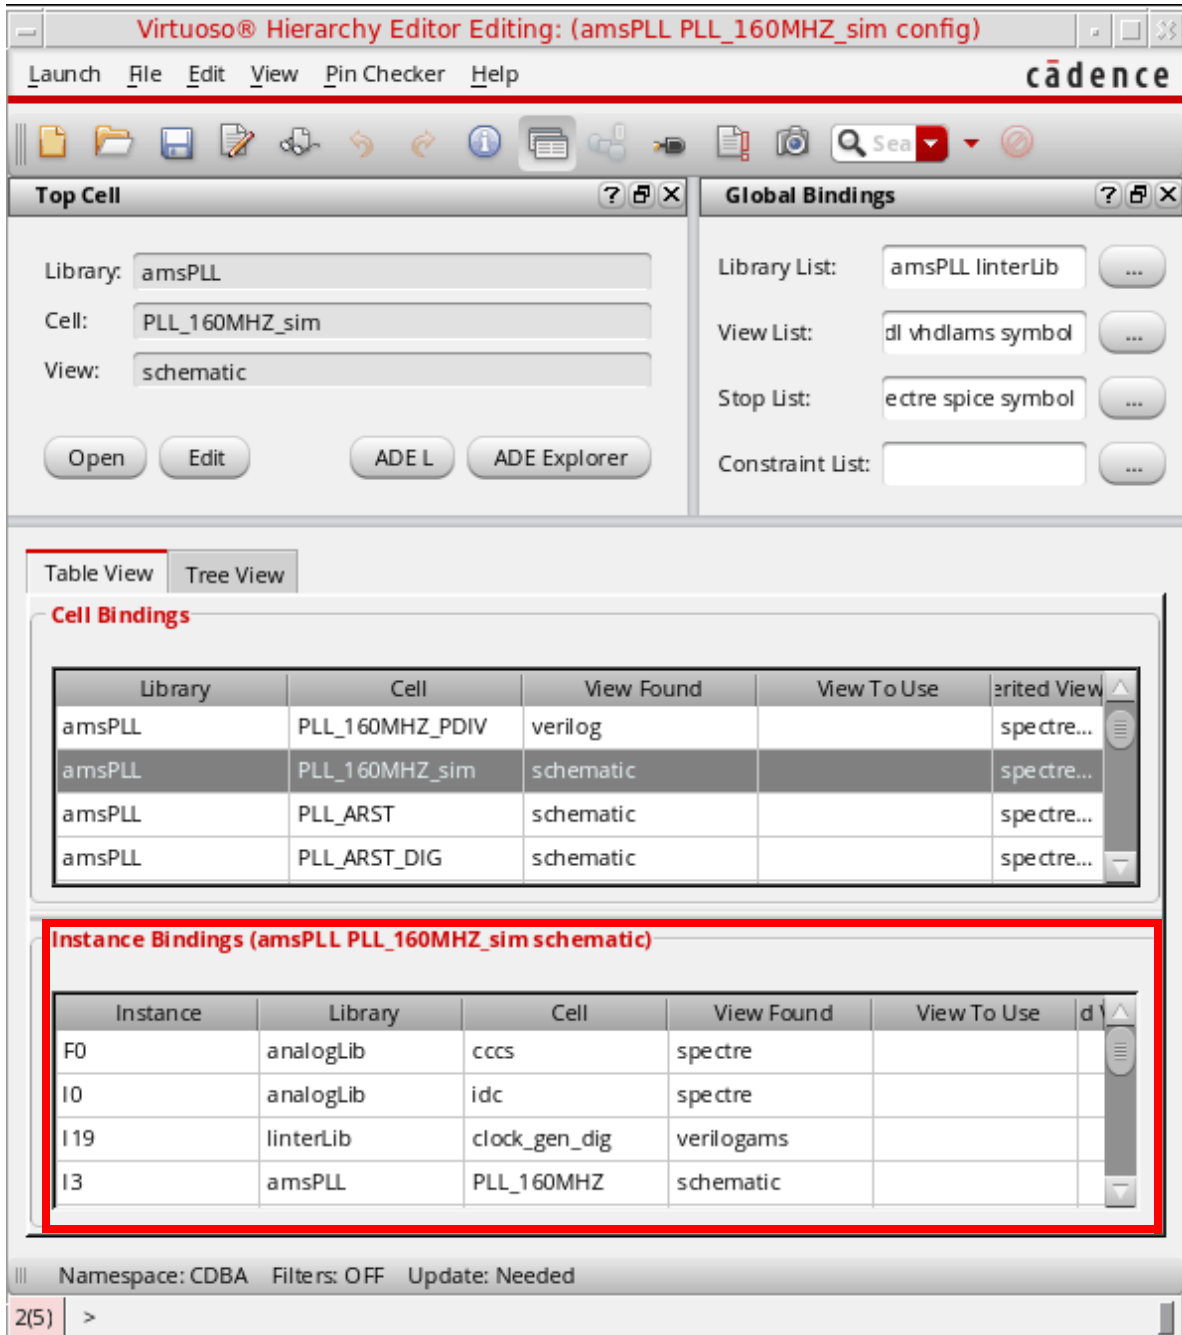 Virtuoso® Hierarchy Editor Editing: (amsPLL PLL_160MHZ_sim config)
Launch File Edit View Pin Checker Help cādence
Sea
Top Cell
Library: amsPLL
Cell: PLL_160MHZ_sim
View: schematic
Open Edit ADE L ADE Explorer
Global Bindings
Library List: amsPLL linterLib ...
View List: dl vhdlams symbol ...
Stop List: ectre spice symbol ...
Constraint List: ...
Table View Tree View
Cell Bindings
Library Cell View Found View To Use erited View
amsPLL PLL_160MHZ_PDIV verilog spectre...
amsPLL PLL_160MHZ_sim schematic spectre...
amsPLL PLL_ARST schematic spectre...
amsPLL PLL_ARST_DIG schematic spectre...
Instance Bindings (amsPLL PLL_160MHZ_sim schematic)
Instance Library Cell View Found View To Use d
F0 analogLib cccs spectre
I0 analogLib idc spectre
I19 linterLib clock_gen_dig verilogams
I3 amsPLL PLL_160MHZ schematic
Namespace: CDBA Filters: OFF Update: Needed
2(5) >